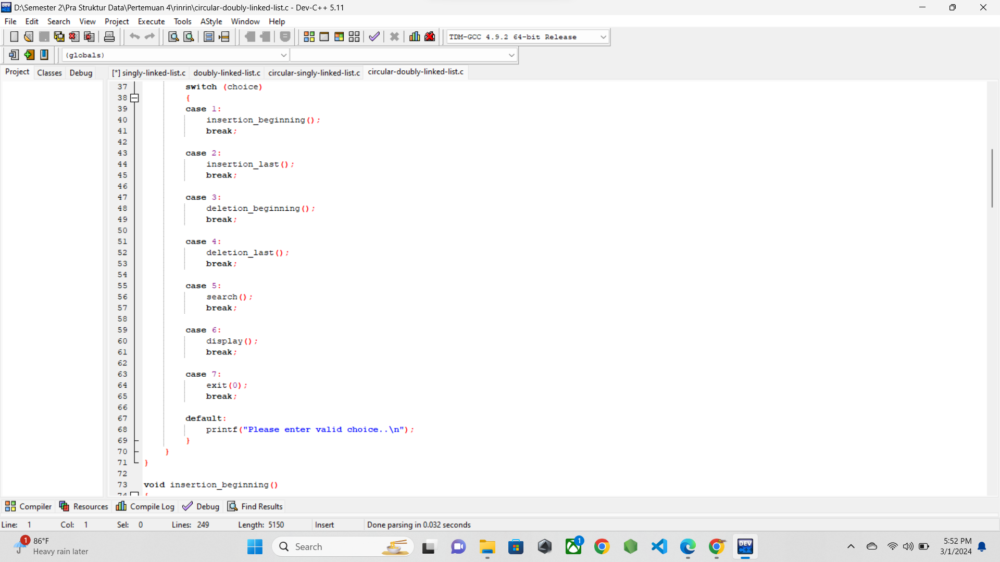 D:\Semester 2\Pra Struktur Data\Pertemuan 4\rinrin\circular-doubly-linked-list.c - Dev-C++ 5.11
File Edit Search View Project Execute Tools AStyle Window Help
TDM-GCC 4.9.2 64-bit Release
(globals)
Project Classes Debug [*] singly-linked-list.c doubly-linked-list.c circular-singly-linked-list.c circular-doubly-linked-list.c
37 switch (choice)
38 {
39 case 1:
40 insertion_beginning();
41 break;
42
43 case 2:
44 insertion_last();
45 break;
46
47 case 3:
48 deletion_beginning();
49 break;
50
51 case 4:
52 deletion_last();
53 break;
54
55 case 5:
56 search();
57 break;
58
59 case 6:
60 display();
61 break;
62
63 case 7:
64 exit(0);
65 break;
66
67 default:
68 printf("Please enter valid choice..\n");
69 }
70 }
71 }
72
73 void insertion_beginning()
74 {
Compiler Resources Compile Log Debug Find Results
Line: 1 Col: 1 Sel: 0 Lines: 249 Length: 5150 Insert Done parsing in 0.032 seconds
1 86°F
Heavy rain later
Search
1
DEV C++
5:52 PM
3/1/2024